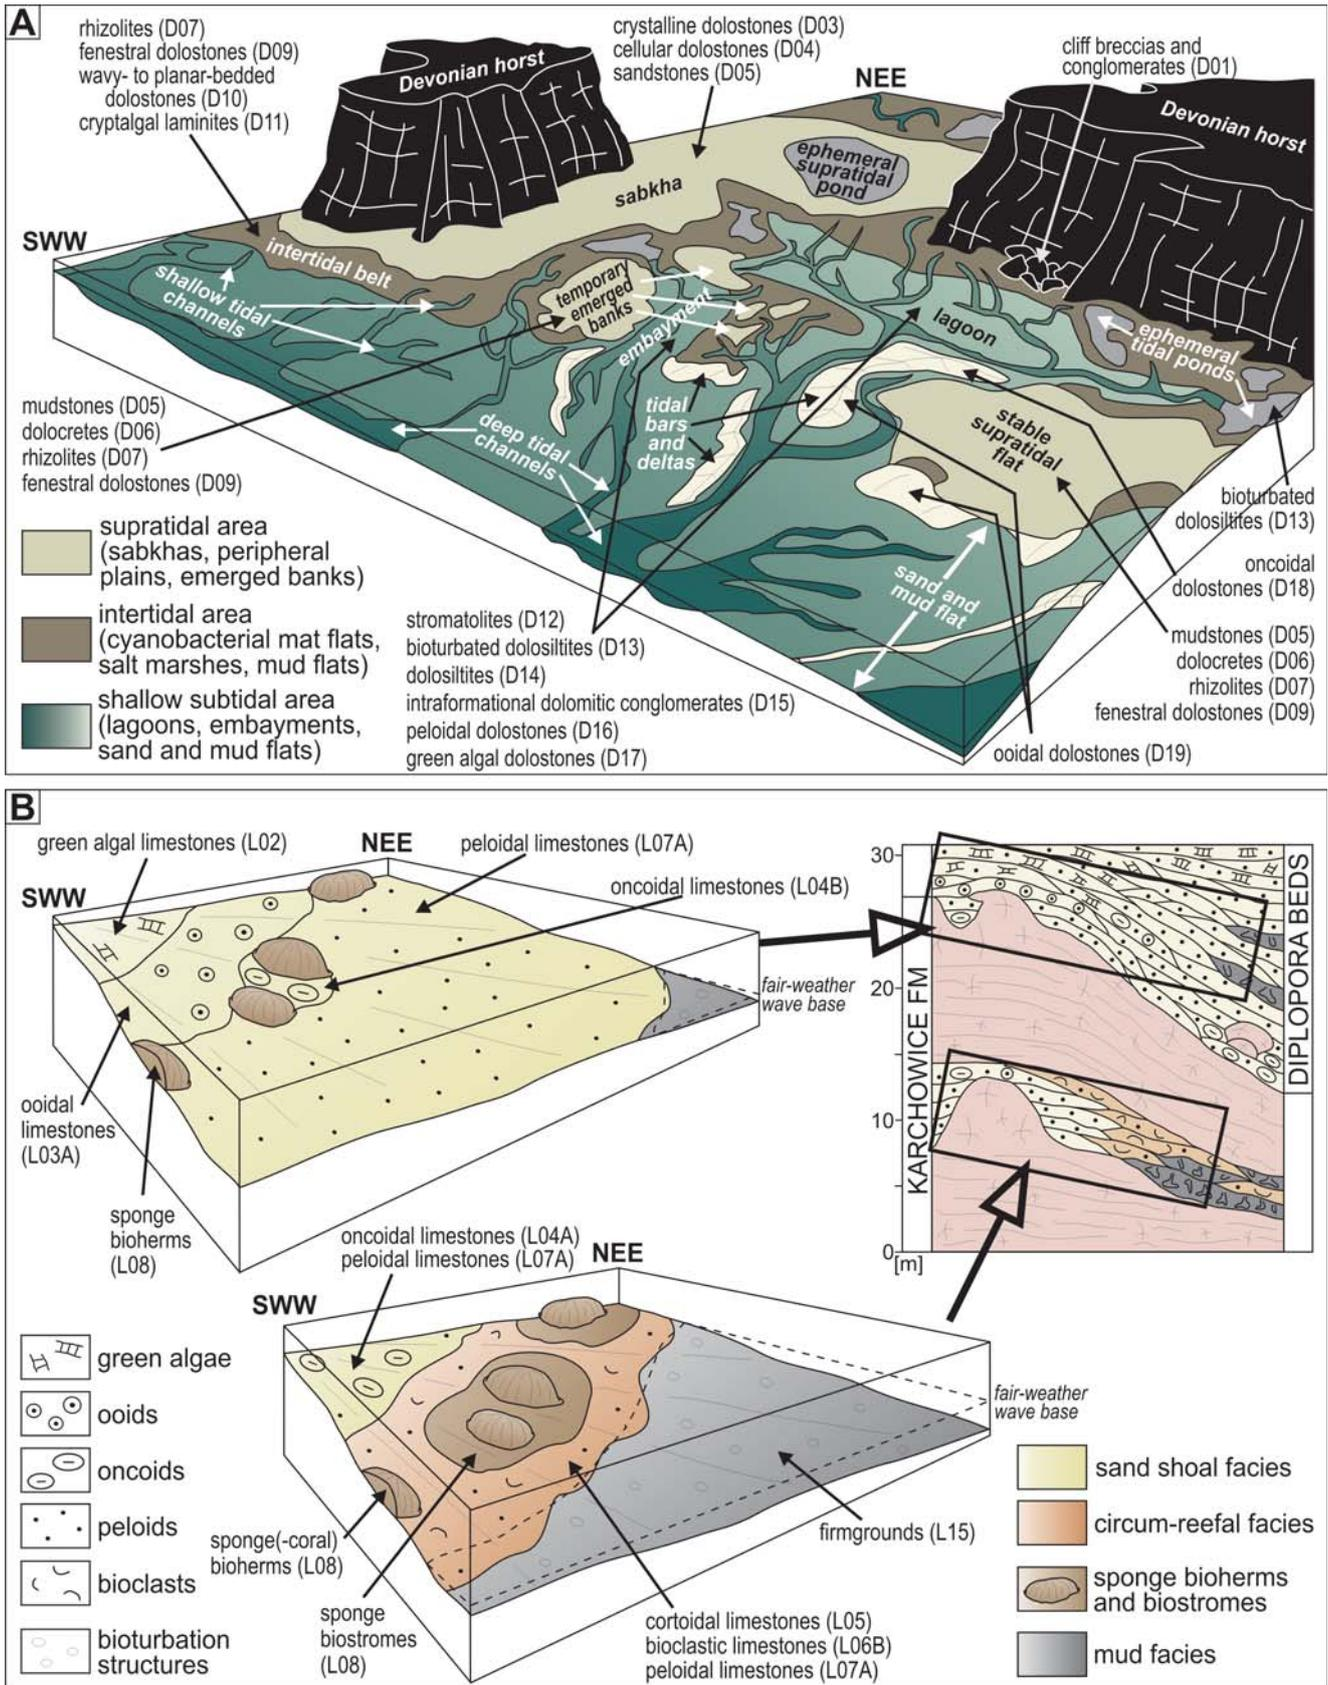 A
rhizolites (D07)
fenestral dolostones (D09)
wavy- to planar-bedded
dolostones (D10)
cryptalgal laminites (D11)
Devonian horst
crystalline dolostones (D03)
cellular dolostones (D04)
sandstones (D05)
NEE
cliff breccias and
conglomerates (D01)
Devonian horst
ephemeral
supratidal
pond
sabkha
SWW
intertidal belt
shallow tidal
channels
temporary
emerged
banks
embayment
lagoon
ephemeral
tidal ponds
mudstones (D05)
dolocretes (D06)
rhizolites (D07)
fenestral dolostones (D09)
deep tidal
channels
tidal
bars
and
deltas
stable
supratidal
flat
bioturbated
dolosiltites (D13)
oncoidal
dolostones (D18)
sand and
mud flat
mudstones (D05)
dolocretes (D06)
rhizolites (D07)
fenestral dolostones (D09)
ooidal dolostones (D19)
supratidal area
(sabkhas, peripheral
plains, emerged banks)
intertidal area
(cyanobacterial mat flats,
salt marshes, mud flats)
shallow subtidal area
(lagoons, embayments,
sand and mud flats)
stromatolites (D12)
bioturbated dolosiltites (D13)
dolosiltites (D14)
intraformational dolomitic conglomerates (D15)
peloidal dolostones (D16)
green algal dolostones (D17)
B
green algal limestones (L02)
NEE
peloidal limestones (L07A)
SWW
oncoidal limestones (L04B)
fair-weather
wave base
ooidal
limestones
(L03A)
sponge
bioherms
(L08)
30
20
10
0
[m]
KARCHOWICE FM
DIPLOPORA BEDS
oncoidal limestones (L04A)
peloidal limestones (L07A)
NEE
SWW
fair-weather
wave base
sponge(-coral)
bioherms (L08)
sponge
biostromes
(L08)
firmgrounds (L15)
cortoidal limestones (L05)
bioclastic limestones (L06B)
peloidal limestones (L07A)
green algae
ooids
oncoids
peloids
bioclasts
bioturbation
structures
sand shoal facies
circum-reefal facies
sponge bioherms
and biostromes
mud facies